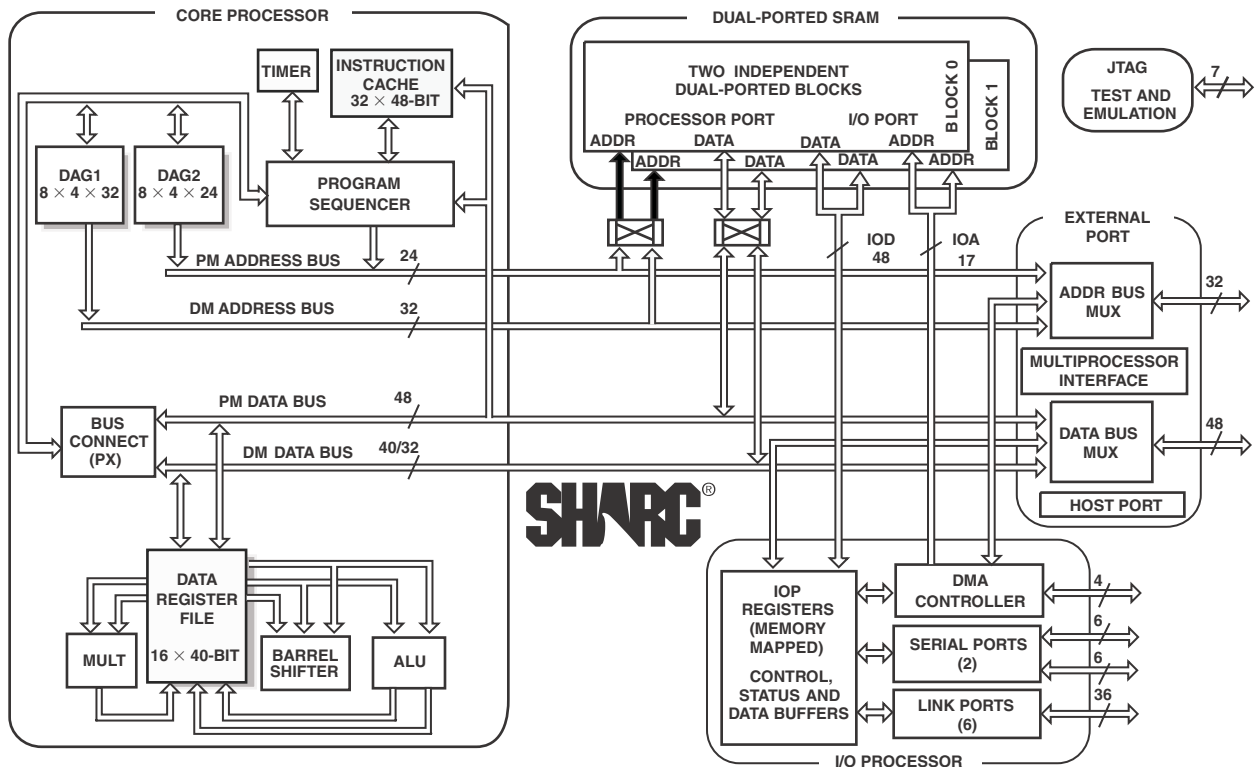 CORE PROCESSOR
TIMER
INSTRUCTION
CACHE
32 × 48-BIT
DAG1
8 × 4 × 32
DAG2
8 × 4 × 24
PROGRAM
SEQUENCER
PM ADDRESS BUS
24
DM ADDRESS BUS
32
PM DATA BUS
48
BUS
CONNECT
(PX)
DM DATA BUS
40/32
DATA
REGISTER
FILE
16 × 40-BIT
MULT
BARREL
SHIFTER
ALU
DUAL-PORTED SRAM
TWO INDEPENDENT
DUAL-PORTED BLOCKS
PROCESSOR PORT
I/O PORT
ADDR
DATA
DATA
ADDR
ADDR
DATA
DATA
ADDR
BLOCK 0
BLOCK 1
JTAG
TEST AND
EMULATION
7
IOD
48
IOA
17
EXTERNAL
PORT
ADDR BUS
MUX
32
MULTIPROCESSOR
INTERFACE
DATA BUS
MUX
48
HOST PORT
SHARC®
IOP
REGISTERS
(MEMORY
MAPPED)
CONTROL,
STATUS AND
DATA BUFFERS
DMA
CONTROLLER
4
SERIAL PORTS
(2)
6
6
LINK PORTS
(6)
36
I/O PROCESSOR